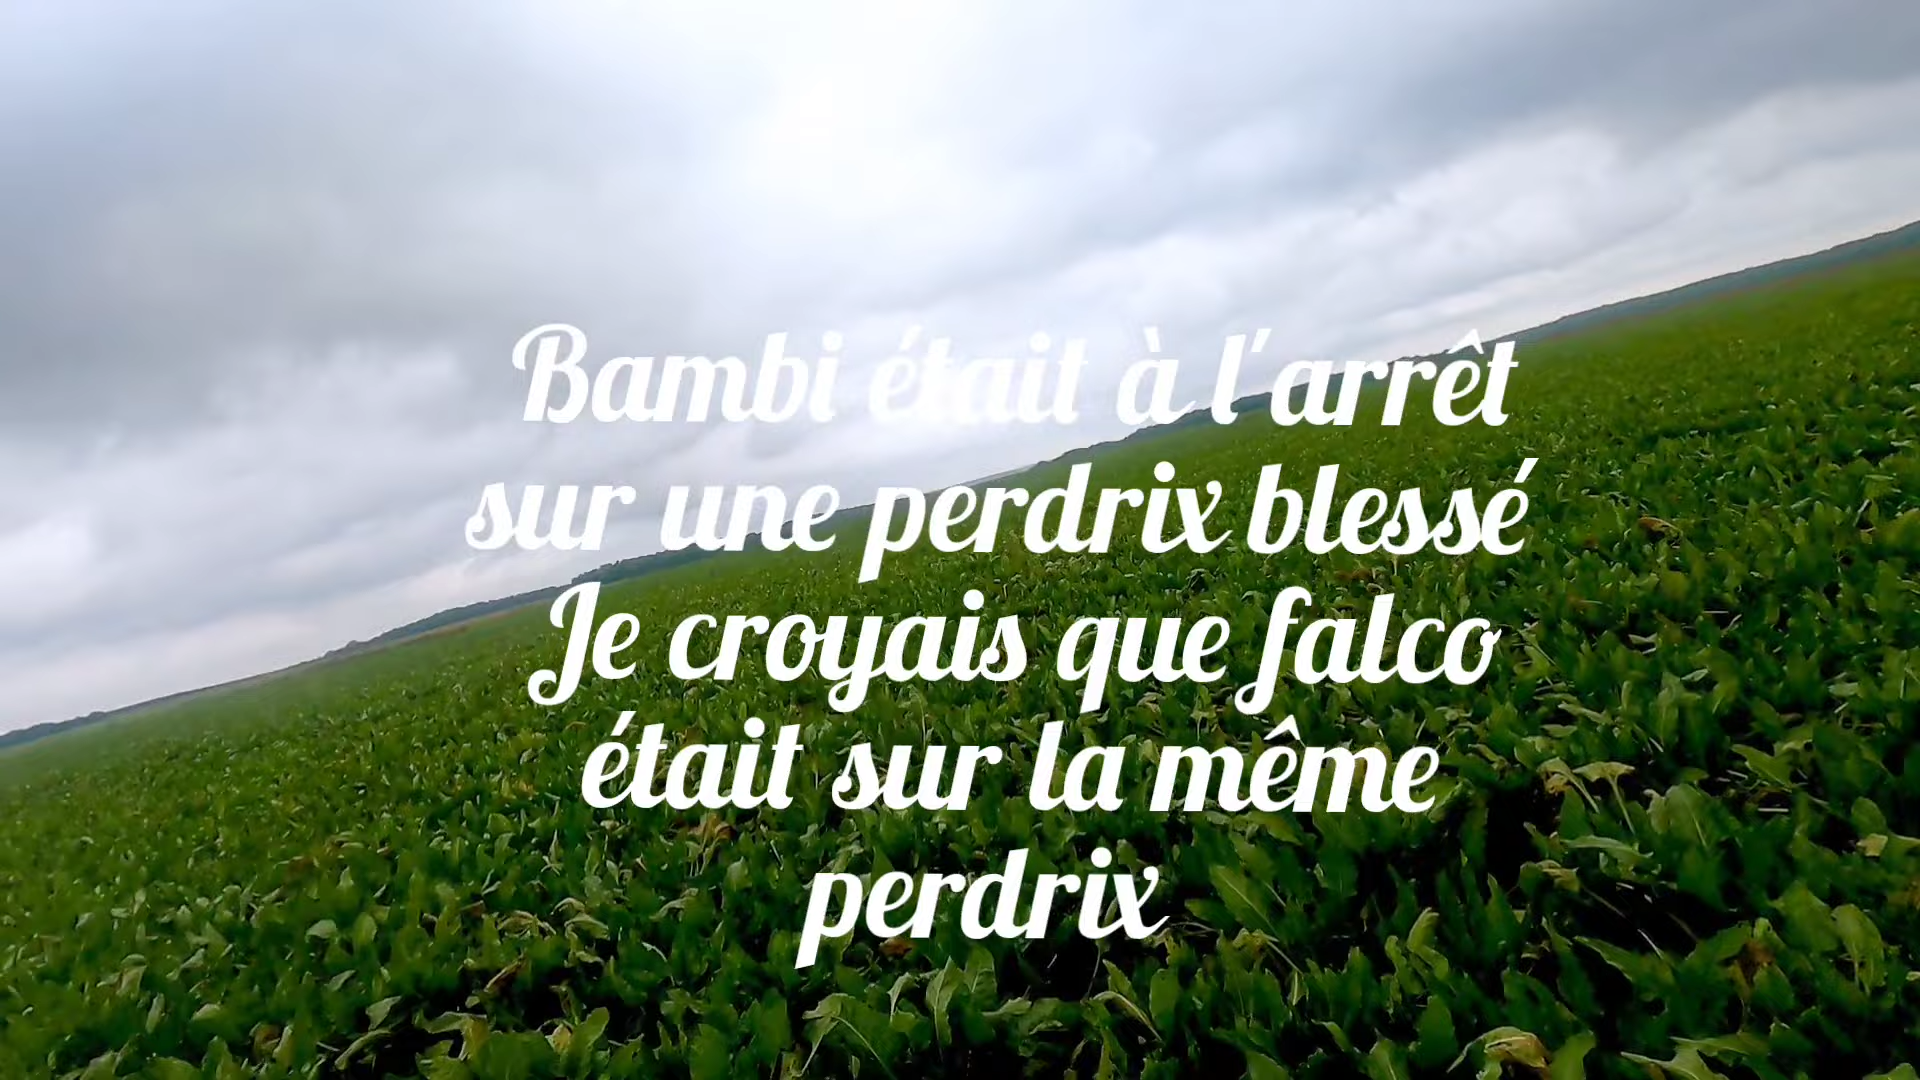 Bambi était à l'arrêt
sur une perdrix blessé
Je croyais que falco
était sur la même
perdrix